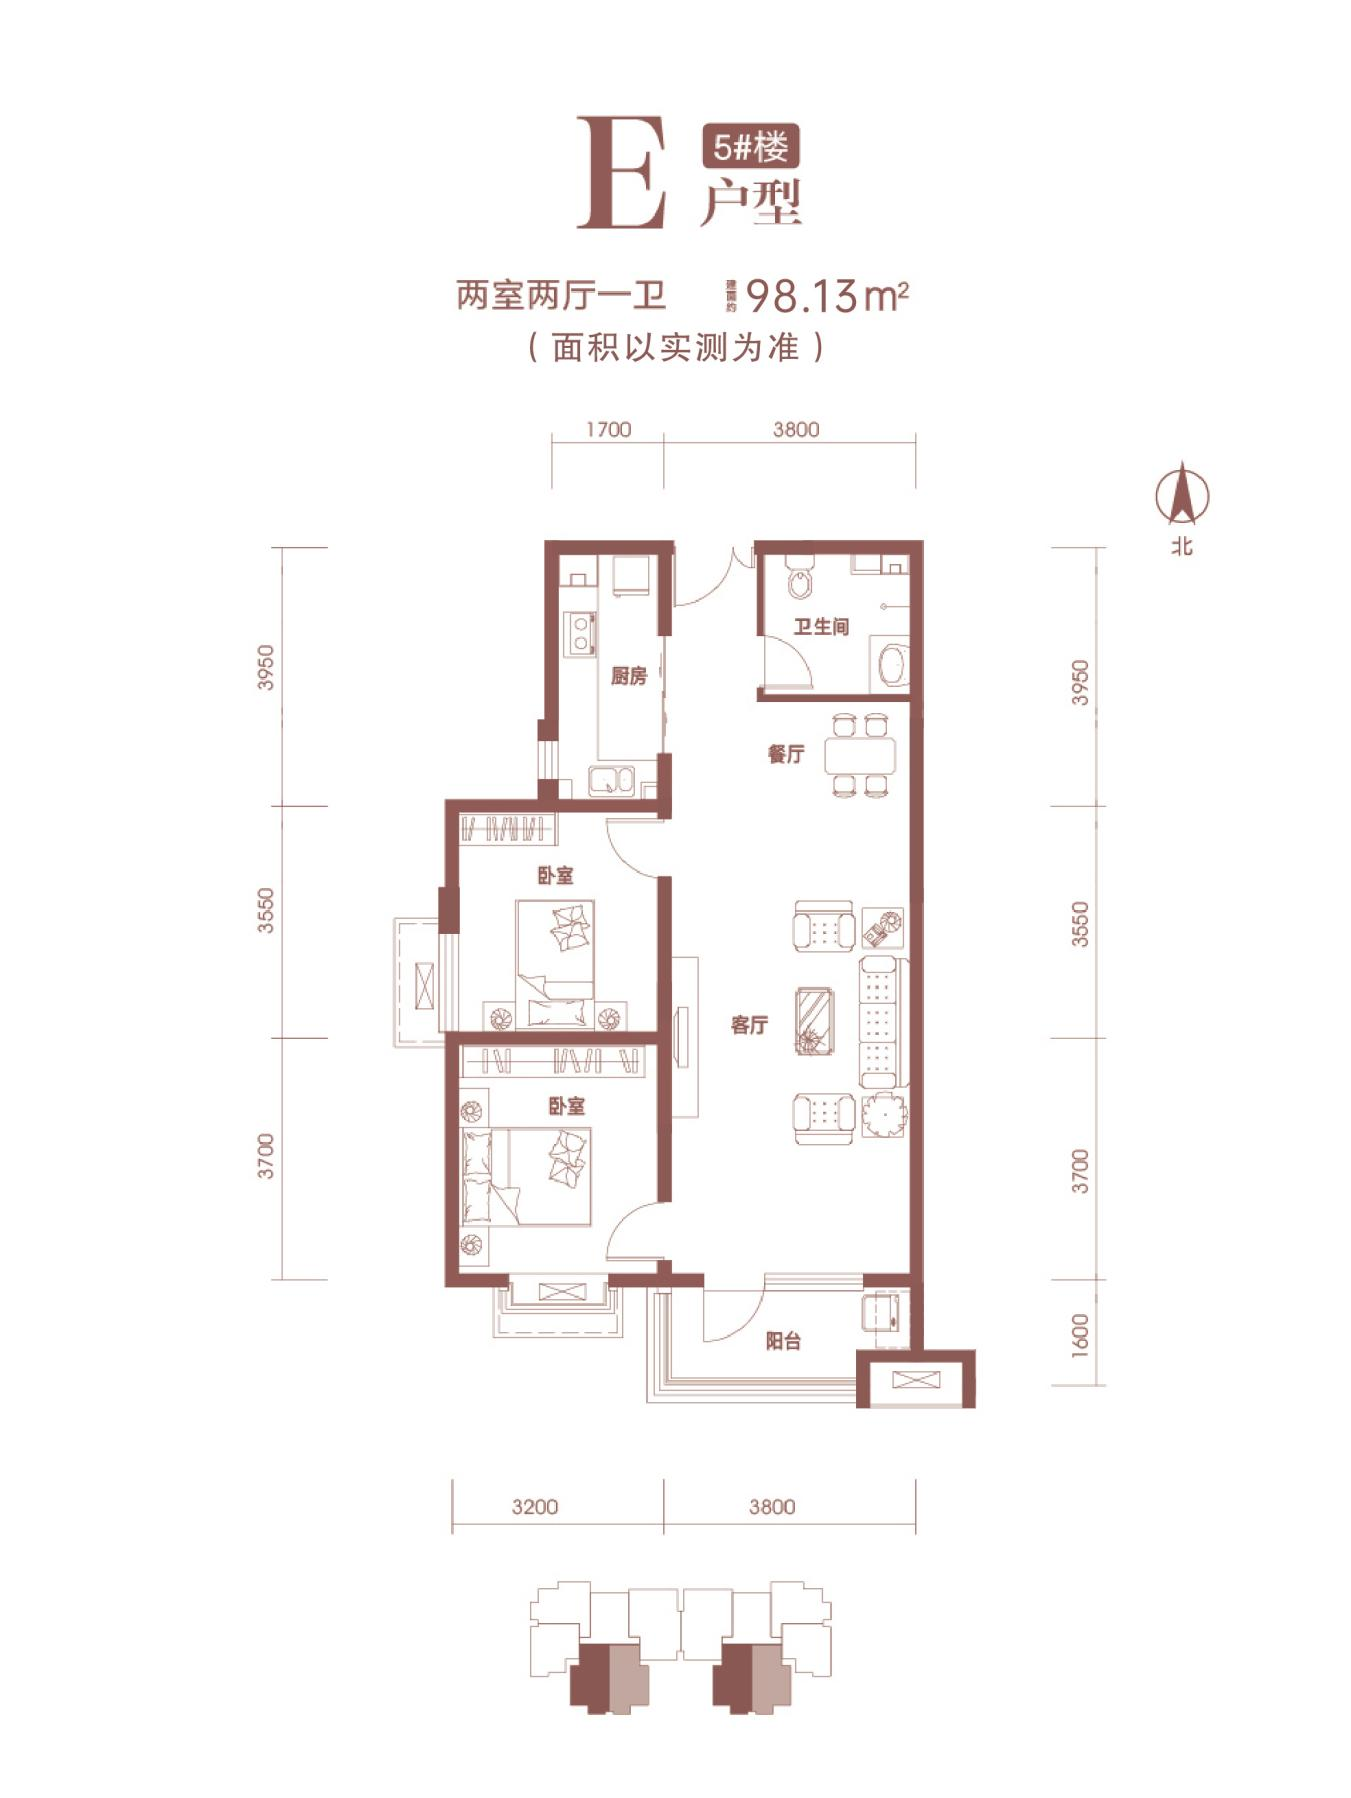 E 5#楼
户型
两室两厅一卫 建面约98.13m²
（面积以实测为准）
1700 3800
北
3950
3550
3700
厨房
卫生间
餐厅
卧室
客厅
卧室
阳台
3950
3550
3700
1600
3200 3800